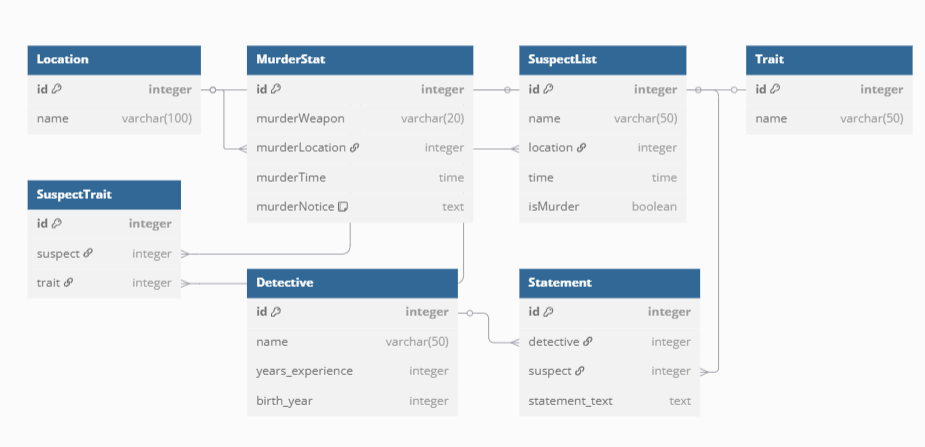 Location
id integer
name varchar(100)
MurderStat
id integer
murderWeapon varchar(20)
murderLocation integer
murderTime time
murderNotice text
SuspectList
id integer
name varchar(50)
location integer
time time
isMurder boolean
Trait
id integer
name varchar(50)
SuspectTrait
id integer
suspect integer
trait integer
Detective
id integer
name varchar(50)
years_experience integer
birth_year integer
Statement
id integer
detective integer
suspect integer
statement_text text